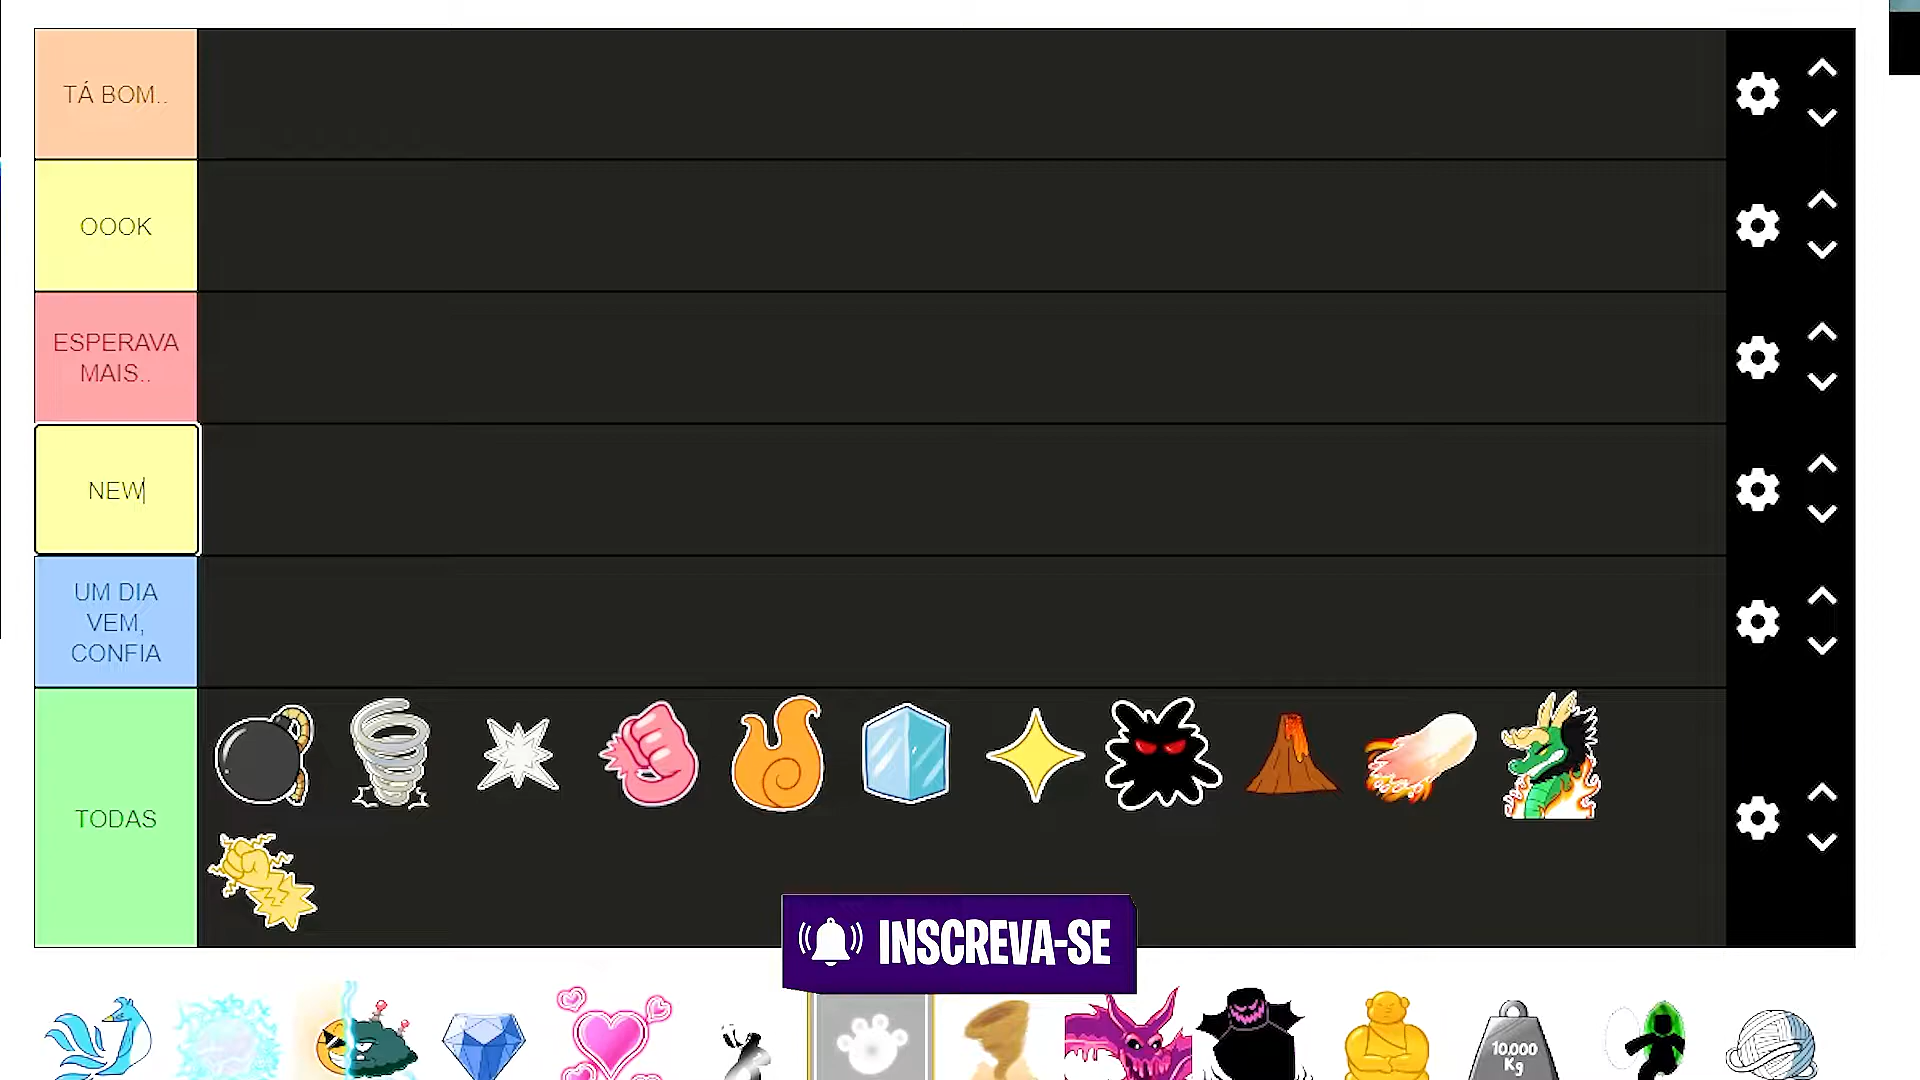 TÁ BOM..
OOOK
ESPERAVA
MAIS..
NEW
UM DIA
VEM,
CONFIA
TODAS
INSCREVA-SE
10.000
Kg